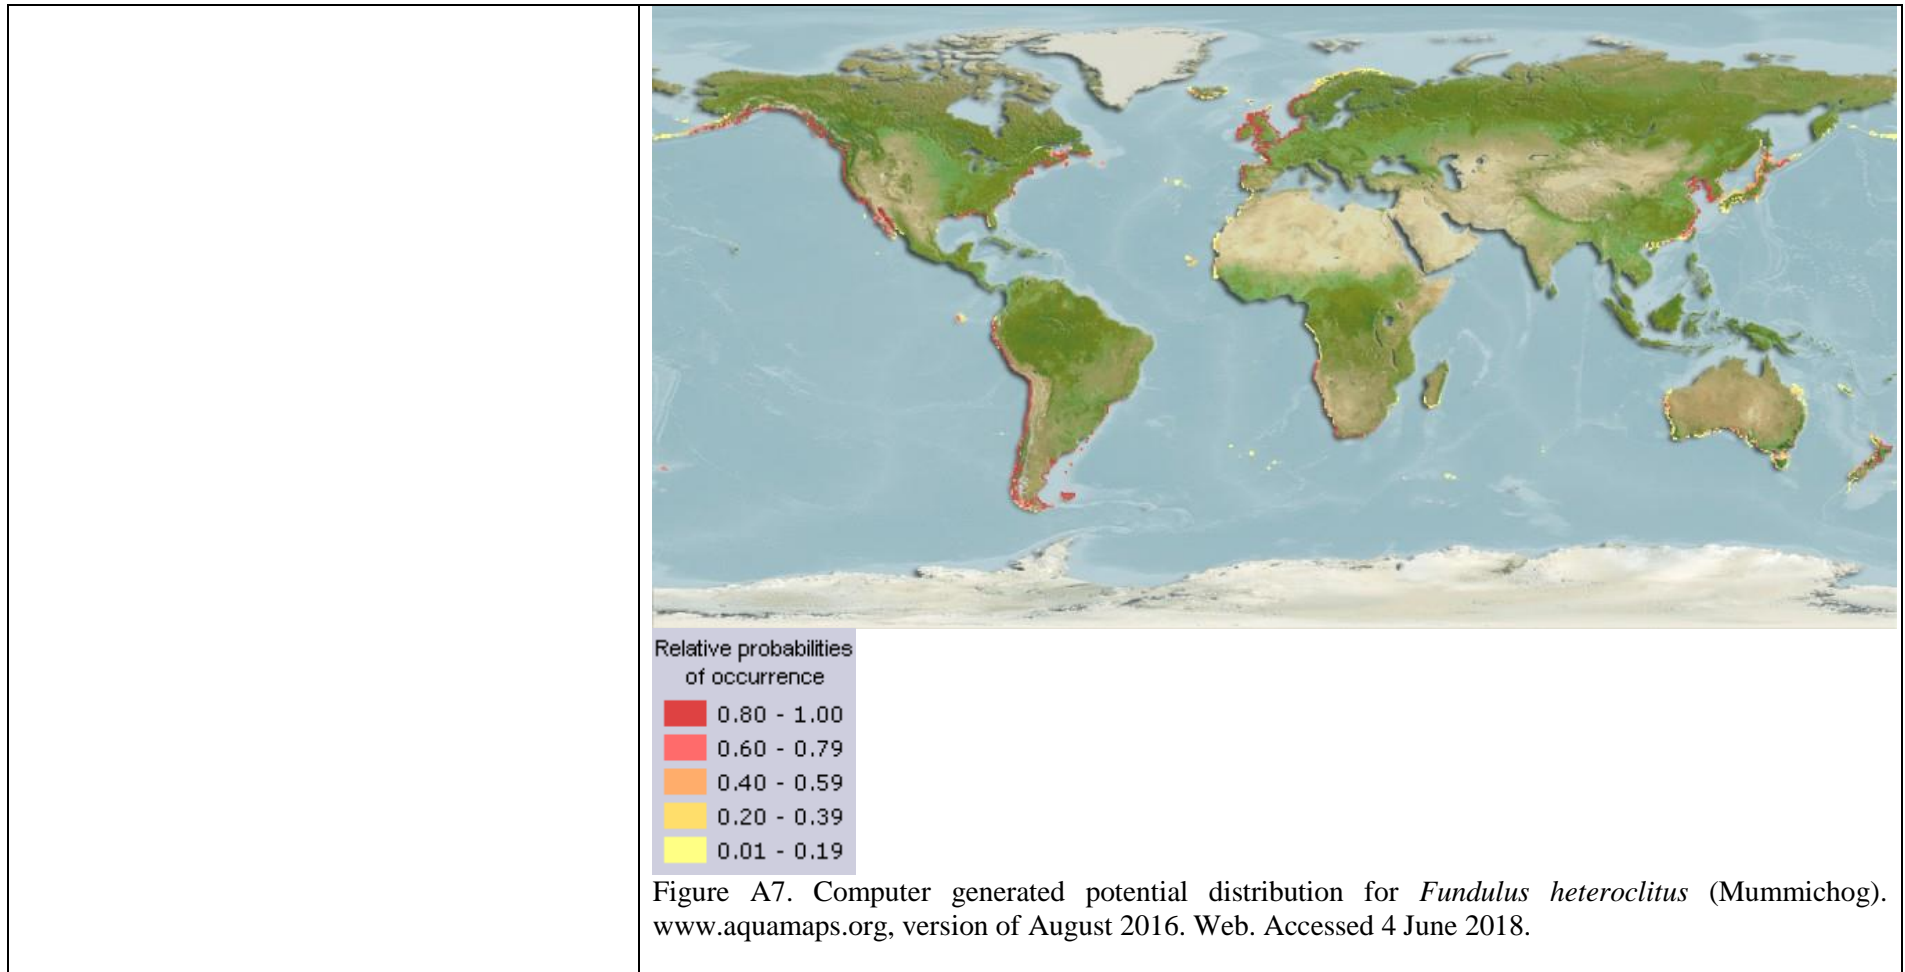 Relative probabilities
of occurrence
0.80 - 1.00
0.60 - 0.79
0.40 - 0.59
0.20 - 0.39
0.01 - 0.19
Figure A7. Computer generated potential distribution for Fundulus heteroclitus (Mummichog).
www.aquamaps.org, version of August 2016. Web. Accessed 4 June 2018.